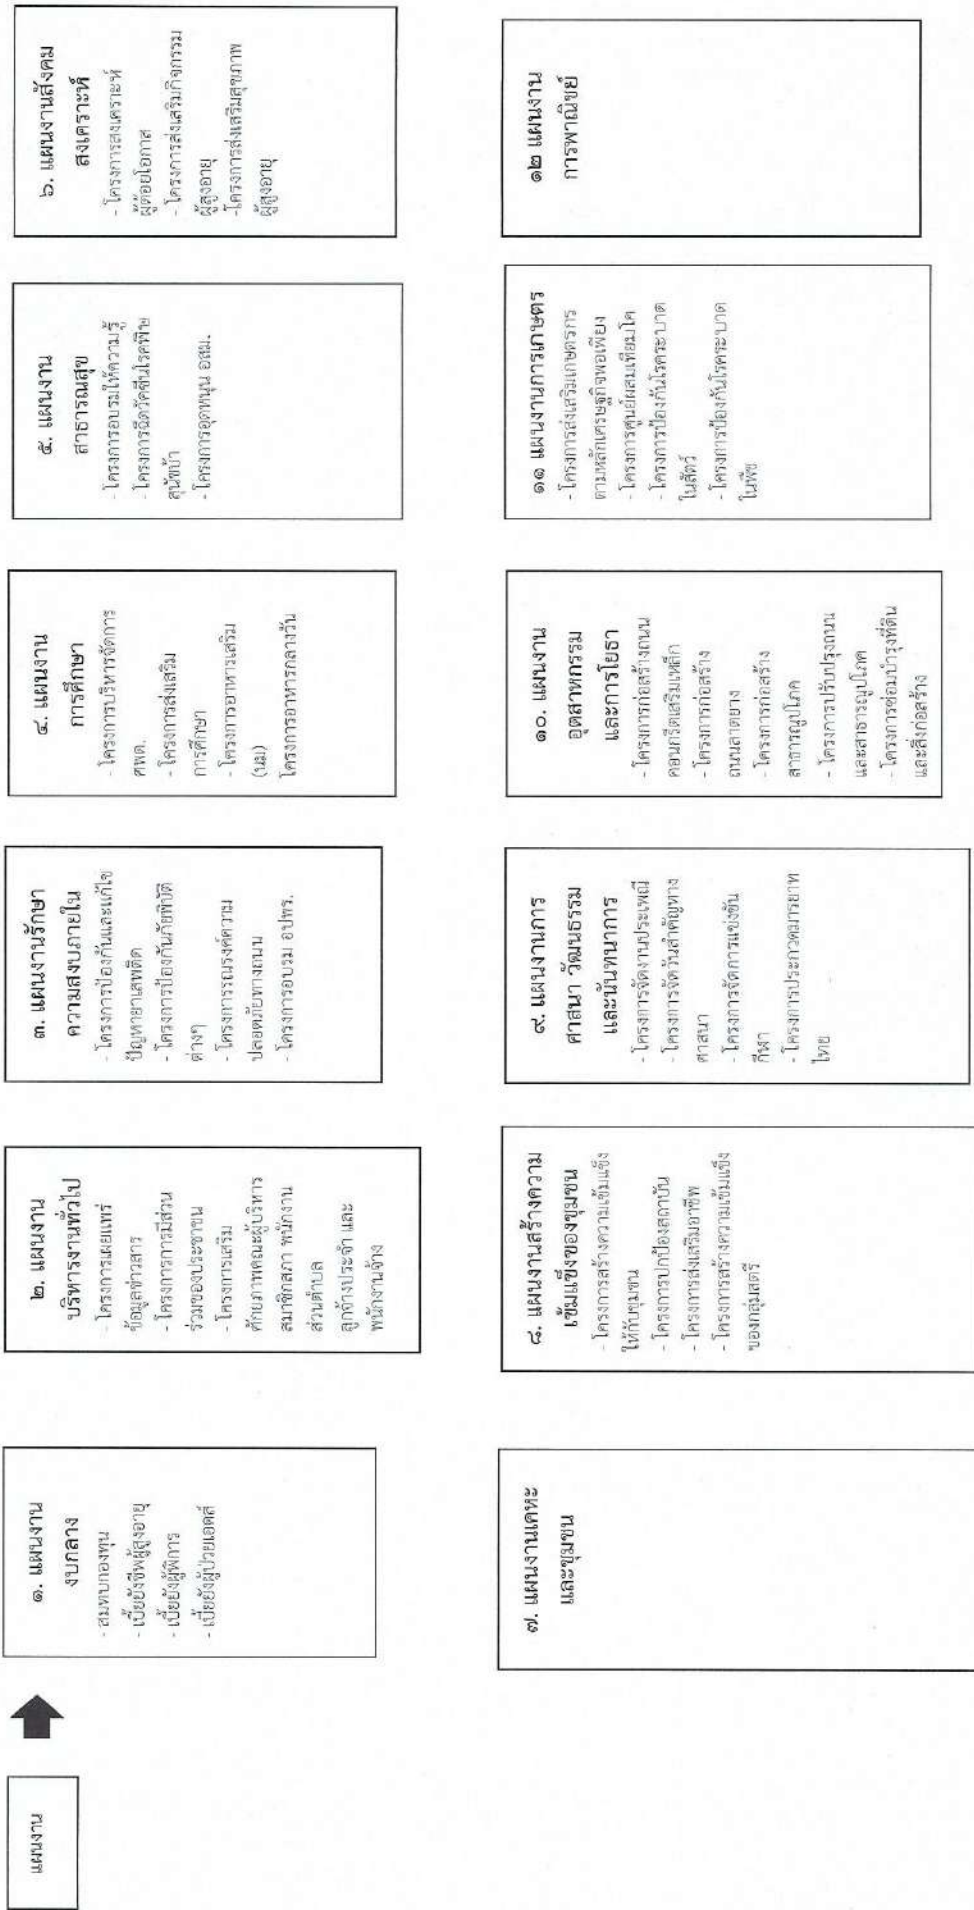 แผนงาน
๑. แผนงาน
งบกลาง
- สมทบกองทุน
- เบี้ยยังชีพผู้สูงอายุ
- เบี้ยยังผู้พิการ
- เบี้ยยังผู้ป่วยเอดส์
๒. แผนงาน
บริหารงานทั่วไป
- โครงการเผยแพร่
ข้อมูลข่าวสาร
- โครงการการมีส่วน
ร่วมของประชาชน
- โครงการเสริม
ศักยภาพคณะผู้บริหาร
สมาชิกสภา พนักงาน
ส่วนตำบล
ลูกจ้างประจำ และ
พนักงานจ้าง
๓. แผนงานรักษา
ความสงบภายใน
- โครงการป้องกันและแก้ไข
ปัญหายาเสพติด
- โครงการป้องกันภัยพิบัติ
ต่างๆ
- โครงการรณรงค์ความ
ปลอดภัยทางถนน
- โครงการอบรม อปพร.
๔. แผนงาน
การศึกษา
- โครงการบริหารจัดการ
ศพด.
- โครงการส่งเสริม
การศึกษา
- โครงการอาหารเสริม
(นม)
โครงการอาหารกลางวัน
๕. แผนงาน
สาธารณสุข
- โครงการอบรมให้ความรู้
- โครงการฉีดวัคซีนโรคพิษ
สุนัขบ้า
- โครงการอุดหนุน อสม.
๖. แผนงานสังคม
สงเคราะห์
- โครงการสงเคราะห์
ผู้ด้อยโอกาส
- โครงการส่งเสริมกิจกรรม
ผู้สูงอายุ
-โครงการส่งเสริมสุขภาพ
ผู้สูงอายุ
๗. แผนงานเคหะ
และชุมชน
๘. แผนงานสร้างความ
เข้มแข็งของชุมชน
- โครงการสร้างความเข้มแข็ง
ให้กับชุมชน
- โครงการปกป้องสถาบัน
- โครงการส่งเสริมอาชีพ
- โครงการสร้างความเข้มแข็ง
ของกลุ่มสตรี
๙. แผนงานการ
ศาสนา วัฒนธรรม
และนันทนาการ
- โครงการจัดงานประเพณี
- โครงการจัดวันสำคัญทาง
ศาสนา
- โครงการจัดการแข่งขัน
กีฬา
- โครงการประกวดมารยาท
ไทย
๑๐. แผนงาน
อุตสาหกรรม
และการโยธา
- โครงการก่อสร้างถนน
คอนกรีตเสริมเหล็ก
- โครงการก่อสร้าง
ถนนลาดยาง
- โครงการก่อสร้าง
สาธารณูปโภค
- โครงการปรับปรุงถนน
และสาธารณูปโภค
- โครงการซ่อมบำรุงที่ดิน
และสิ่งก่อสร้าง
๑๑ แผนงานการเกษตร
- โครงการส่งเสริมเกษตรกร
ตามหลักเศรษฐกิจพอเพียง
- โครงการศูนย์ผสมเทียมโค
- โครงการป้องกันโรคระบาด
ในสัตว์
- โครงการป้องกันโรคระบาด
ในพืช
๑๒ แผนงาน
การพาณิชย์